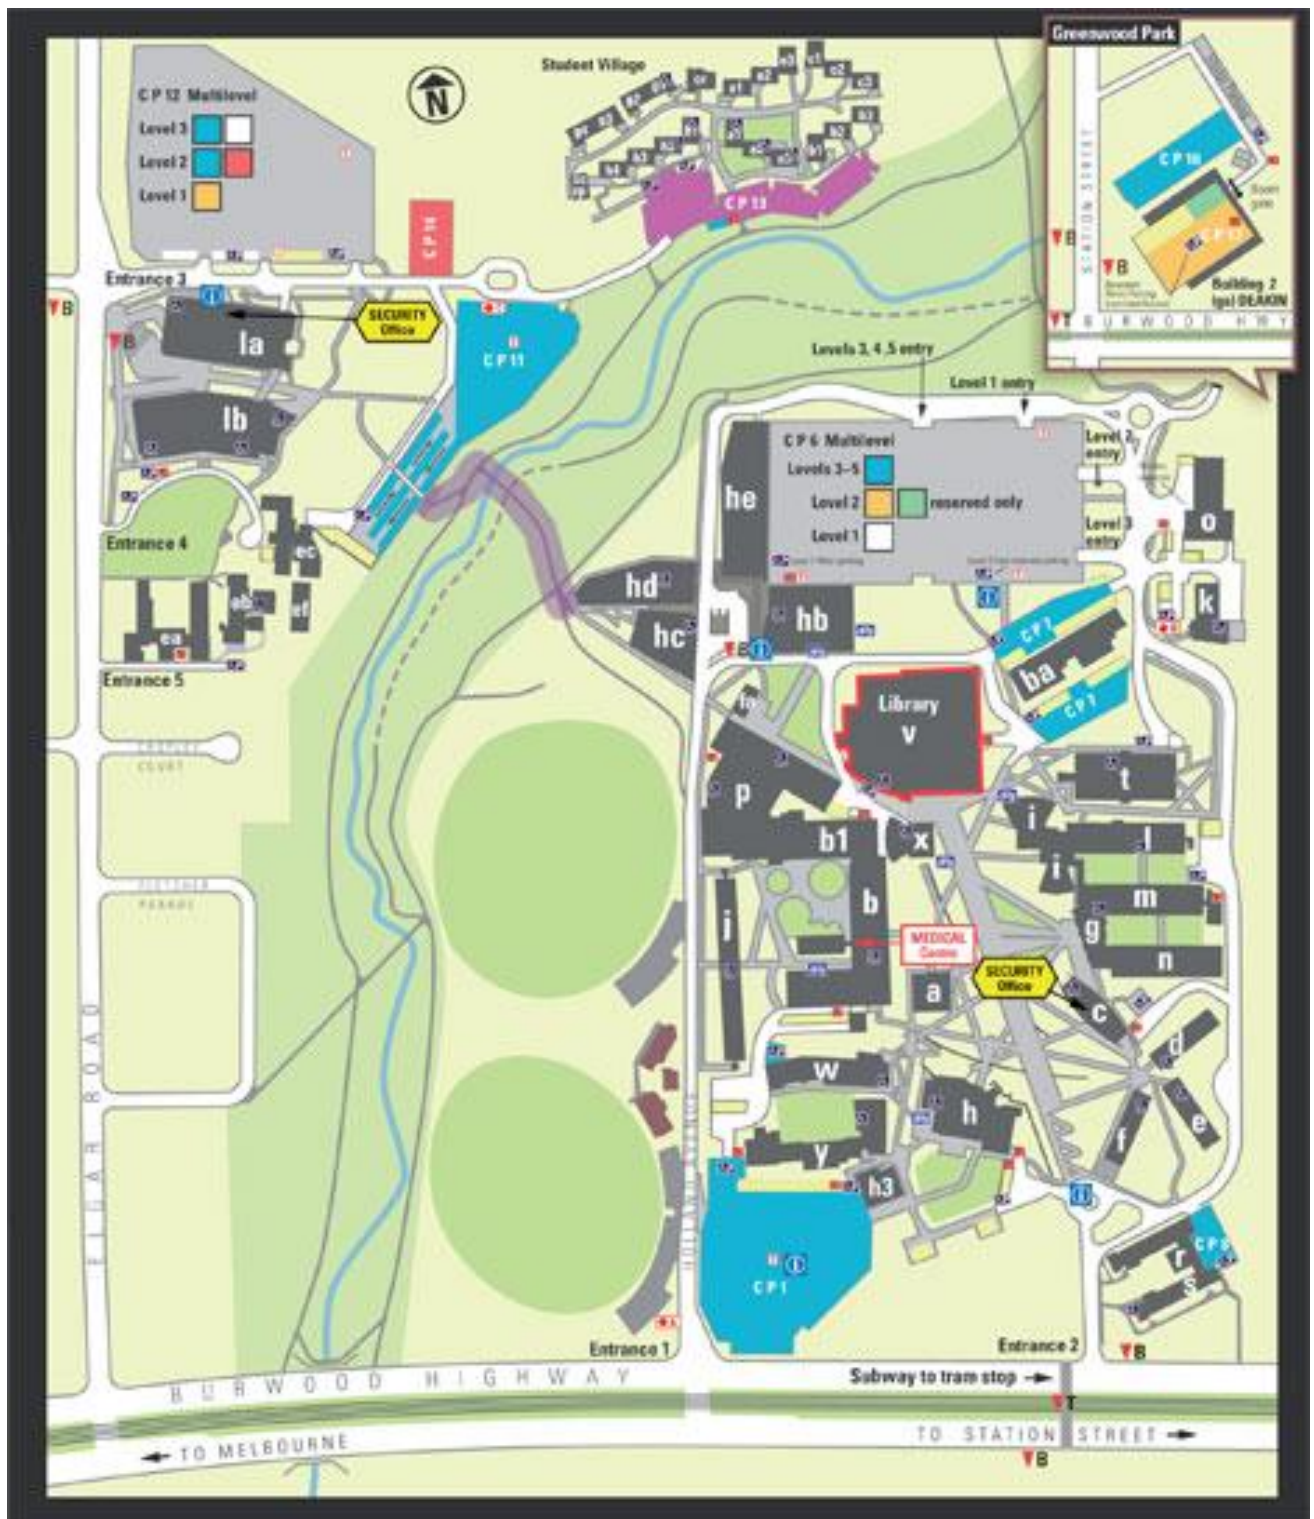 Greenwood Park
CP 10
STATION STREET
B
B
Building 2
(gs) DEAKIN
BURWOOD HWY
Student Village
N
CP 12 Multilevel
Level 3
Level 2
Level 1
CP 14
CP 13
Entrance 3
B
B
SECURITY
Office
la
lb
CP 11
Levels 3, 4, 5 entry
Level 1 entry
CP 6 Multilevel
Levels 3-5
Level 2
reserved only
Level 1
Level 2
entry
Level 3
entry
he
o
k
Entrance 4
ec
eb
ef
ea
Entrance 5
hd
hc
hb
B
CP 7
ba
CP 7
Library
v
p
t
i
l
b1
x
b
m
g
n
j
MEDICAL
Centre
SECURITY
Office
a
c
d
e
f
w
h
y
h3
r
s
CP 1
ELGAR ROAD
HOLLAND AVENUE
Entrance 1
Entrance 2
B
BURWOOD HIGHWAY
Subway to tram stop
T
TO MELBOURNE
TO STATION STREET
B